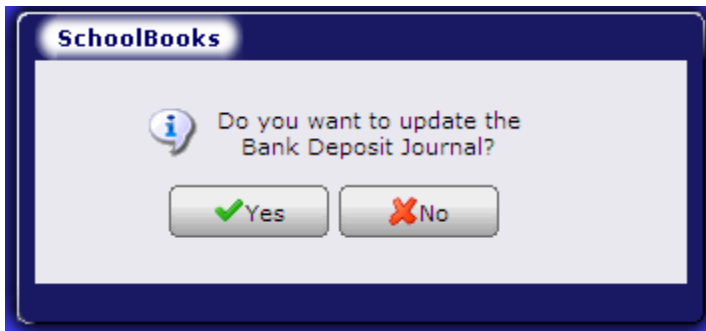 SchoolBooks
Do you want to update the
Bank Deposit Journal?
Yes
No